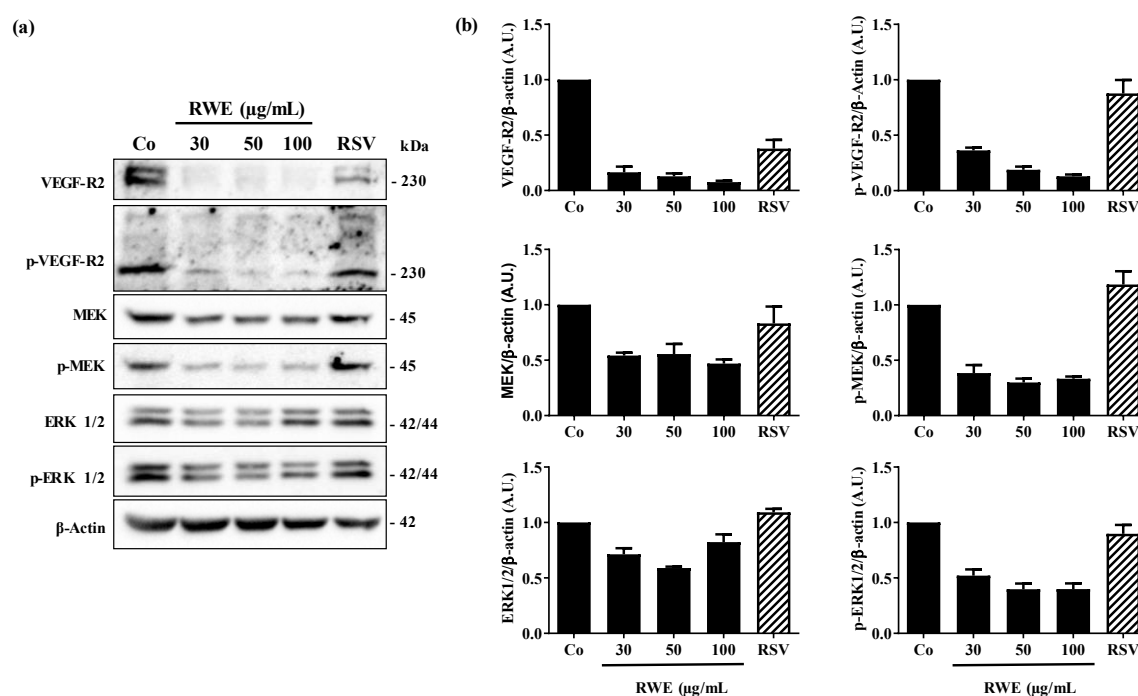 (a)
RWE (µg/mL)
Co 30 50 100 RSV kDa
VEGF-R2 - 230
p-VEGF-R2 - 230
MEK - 45
p-MEK - 45
ERK 1/2 - 42/44
p-ERK 1/2 - 42/44
β-Actin - 42
(b)
VEGF-R2/β-actin (A.U.)
1.5
1.0
0.5
0.0
Co 30 50 100 RSV
p-VEGF-R2/β-Actin (A.U.)
1.5
1.0
0.5
0.0
Co 30 50 100 RSV
MEK/β-actin (A.U.)
1.5
1.0
0.5
0.0
Co 30 50 100 RSV
p-MEK/β-actin (A.U.)
1.5
1.0
0.5
0.0
Co 30 50 100 RSV
ERK1/2/β-actin (A.U.)
1.5
1.0
0.5
0.0
Co 30 50 100 RSV
RWE (µg/mL)
p-ERK1/2/β-actin (A.U.)
1.5
1.0
0.5
0.0
Co 30 50 100 RSV
RWE (µg/mL)